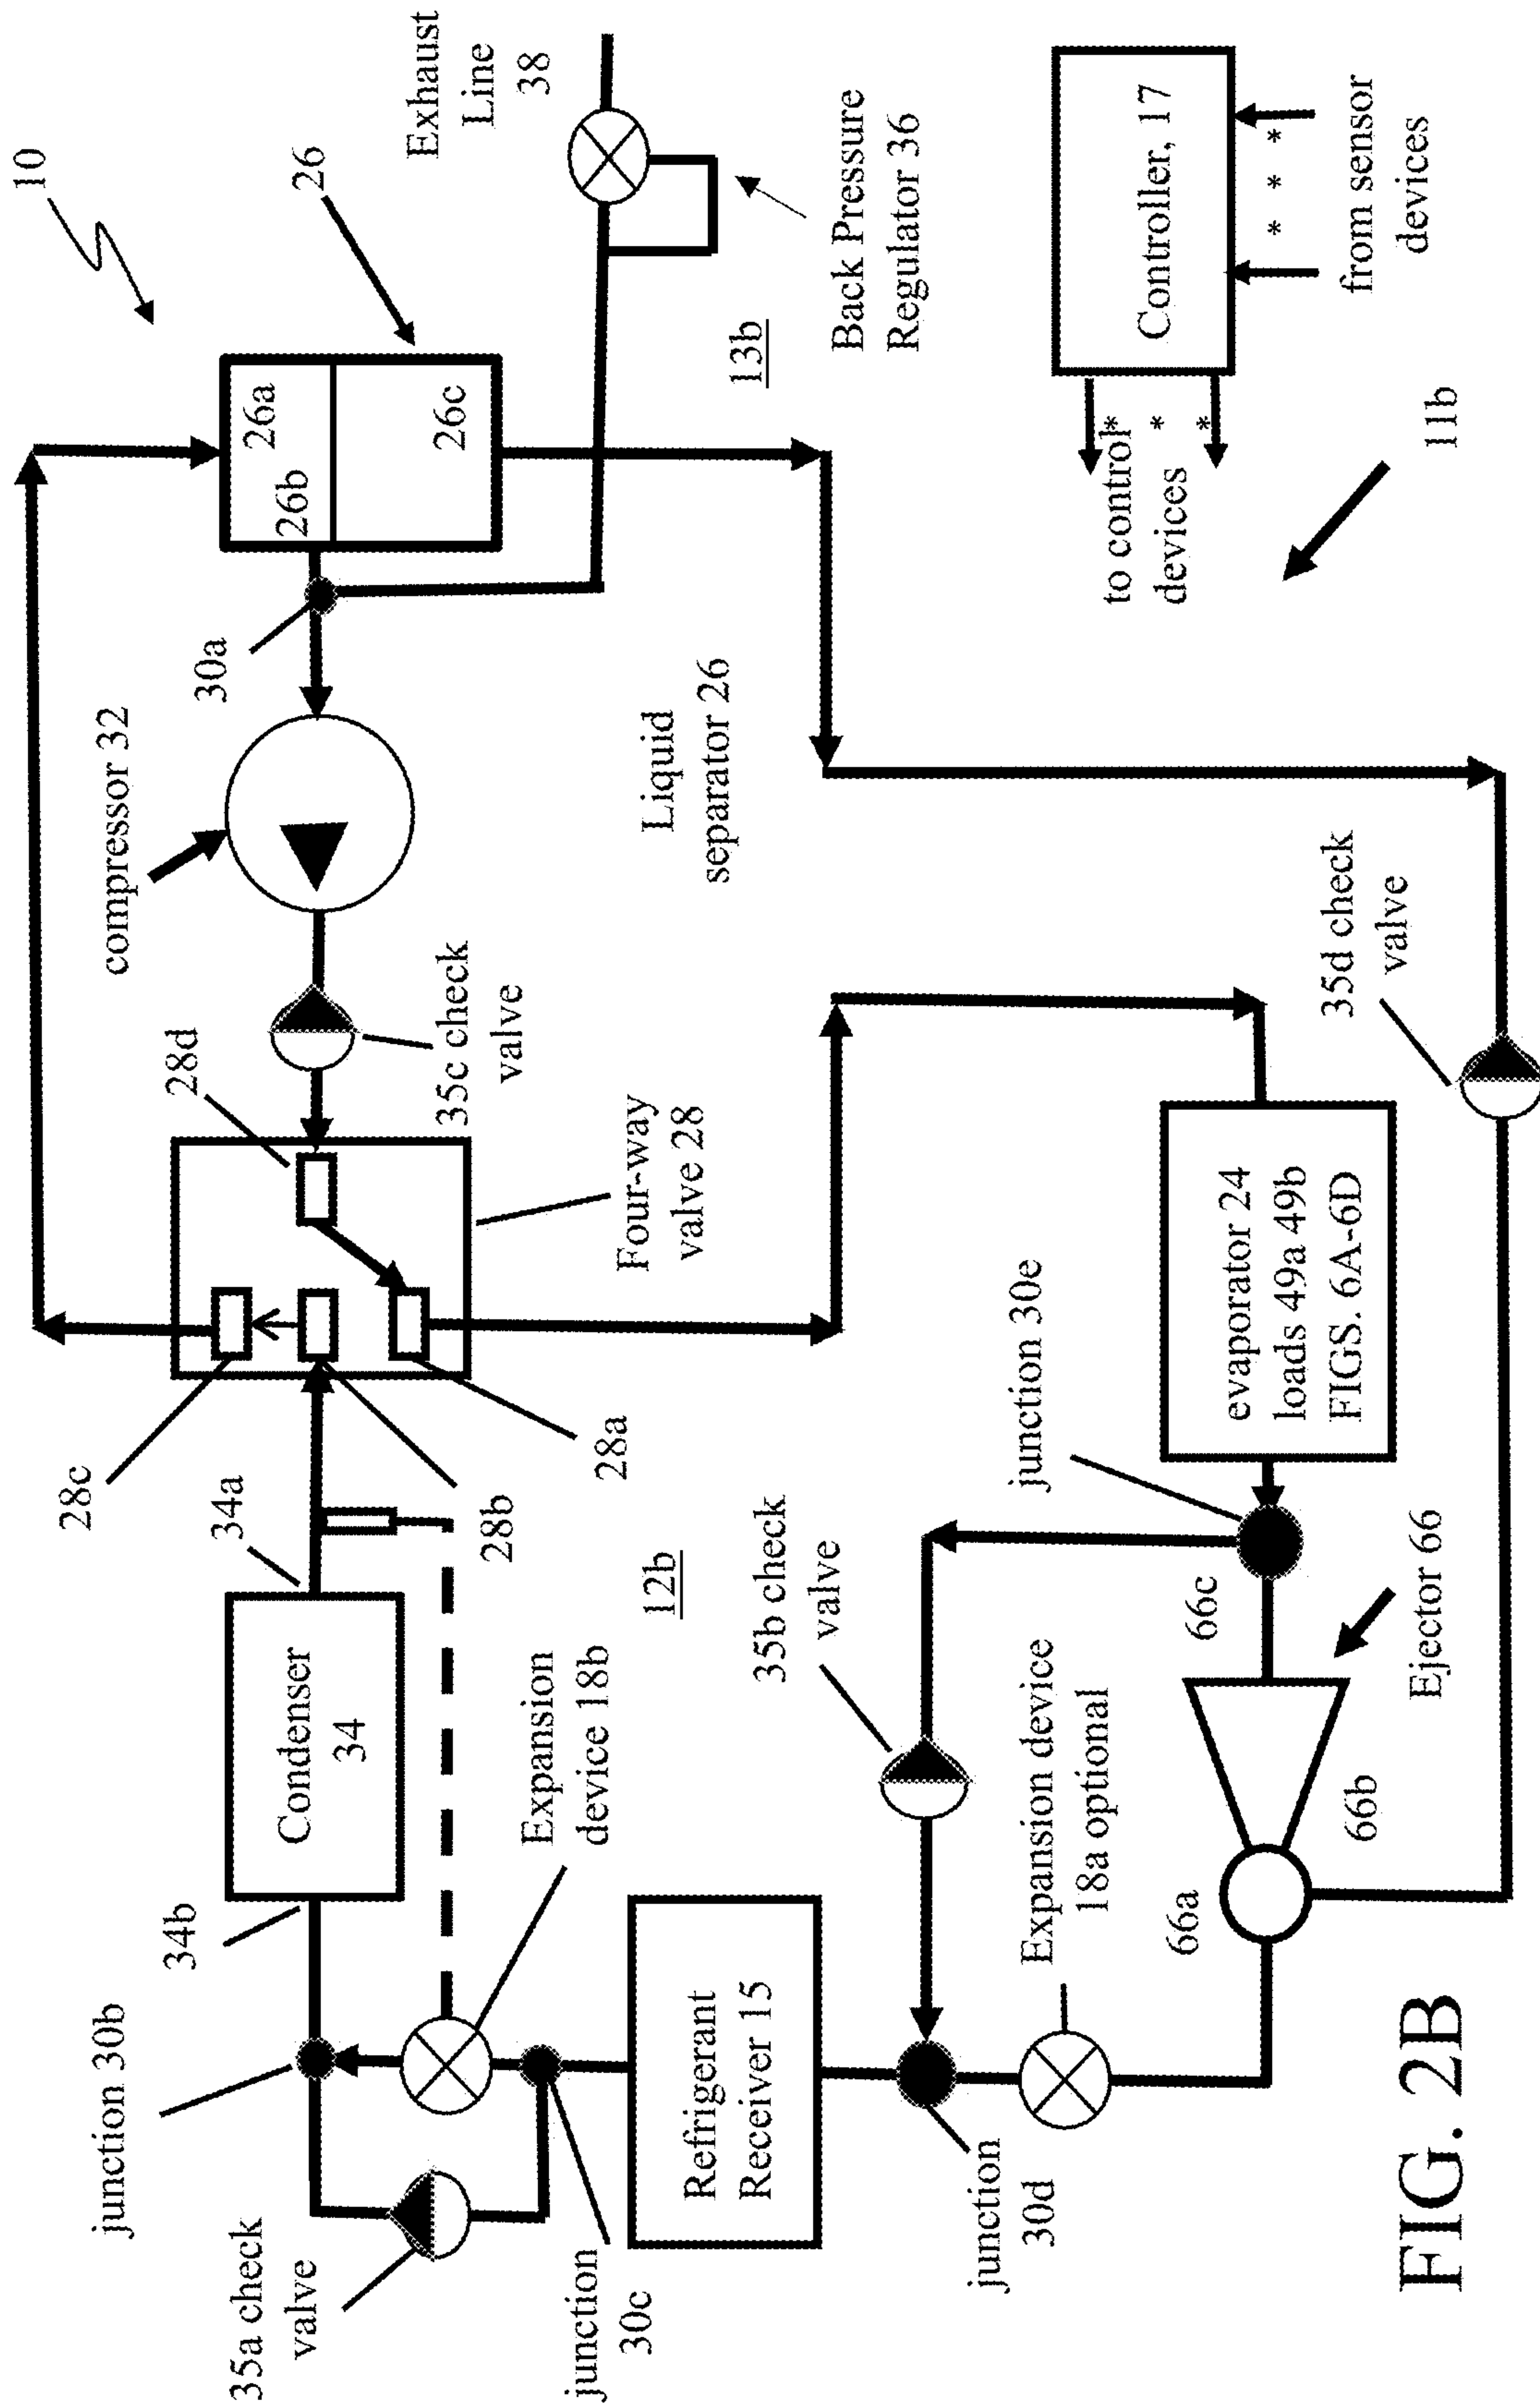 10
26
Exhaust
Line
38
26a
26b
26c
30a
13b
Back Pressure
Regulator 36
Controller, 17
* * *
from sensor
devices
to control
devices
* * *
11b
compressor 32
Liquid
separator 26
35c check
valve
28d
Four-way
valve 28
28c
28b
28a
34a
Condenser
34
34b
12b
junction 30b
Expansion
device 18b
35a check
valve
junction
30c
Refrigerant
Receiver 15
35b check
valve
junction 30e
evaporator 24
loads 49a 49b
FIGS. 6A-6D
35d check
valve
Expansion device
18a optional
junction
30d
66c
66b
66a
Ejector 66
FIG. 2B